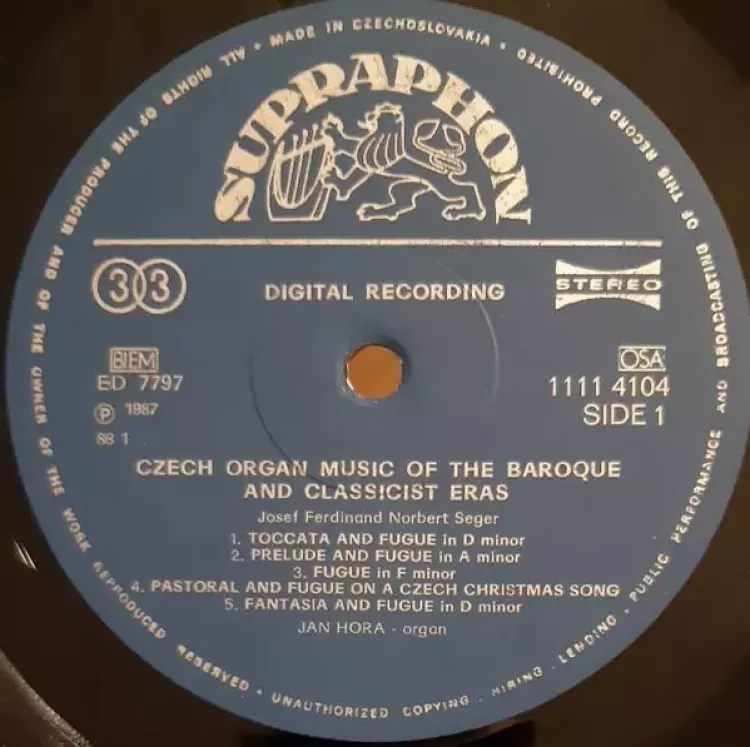 ALL RIGHTS OF THE PRODUCER AND OF THE OWNER OF THE WORK REPRODUCED RESERVED • UNAUTHORIZED COPYING • HIRING • LENDING • PUBLIC PERFORMANCE AND BROADCASTING OF THIS RECORD PROHIBITED • MADE IN CZECHOSLOVAKIA •
SUPRAPHON
33
DIGITAL RECORDING
STEREO
BIEM
ED 7797
Ⓟ 1987
88 1
OSA
1111 4104
SIDE 1
CZECH ORGAN MUSIC OF THE BAROQUE
AND CLASSICIST ERAS
Josef Ferdinand Norbert Seger
1. TOCCATA AND FUGUE in D minor
2. PRELUDE AND FUGUE in A minor
3. FUGUE in F minor
4. PASTORAL AND FUGUE ON A CZECH CHRISTMAS SONG
5. FANTASIA AND FUGUE in D minor
JAN HORA - organ